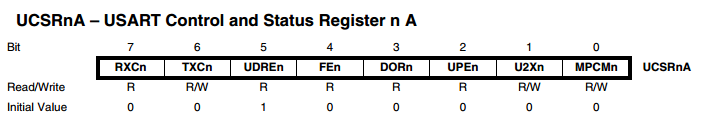 UCSRnA – USART Control and Status Register n A
Bit 7 6 5 4 3 2 1 0
RXCn TXCn UDREn FEn DORn UPEn U2Xn MPCMn UCSRnA
Read/Write R R/W R R R R R/W R/W
Initial Value 0 0 1 0 0 0 0 0